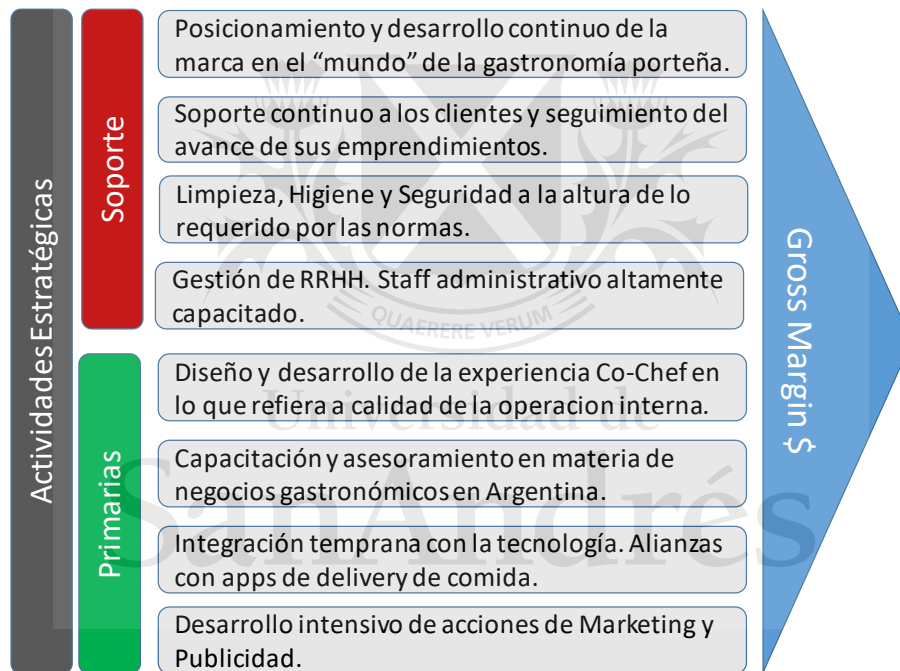 Actividades Estratégicas
Soporte
Posicionamiento y desarrollo continuo de la
marca en el “mundo” de la gastronomía porteña.
Soporte continuo a los clientes y seguimiento del
avance de sus emprendimientos.
Limpieza, Higiene y Seguridad a la altura de lo
requerido por las normas.
Gestión de RRHH. Staff administrativo altamente
capacitado.
Primarias
Diseño y desarrollo de la experiencia Co-Chef en
lo que refiera a calidad de la operacion interna.
Capacitación y asesoramiento en materia de
negocios gastronómicos en Argentina.
Integración temprana con la tecnología. Alianzas
con apps de delivery de comida.
Desarrollo intensivo de acciones de Marketing y
Publicidad.
Gross Margin $
QUAERERE VERUM
Universidad de
SanAndrés